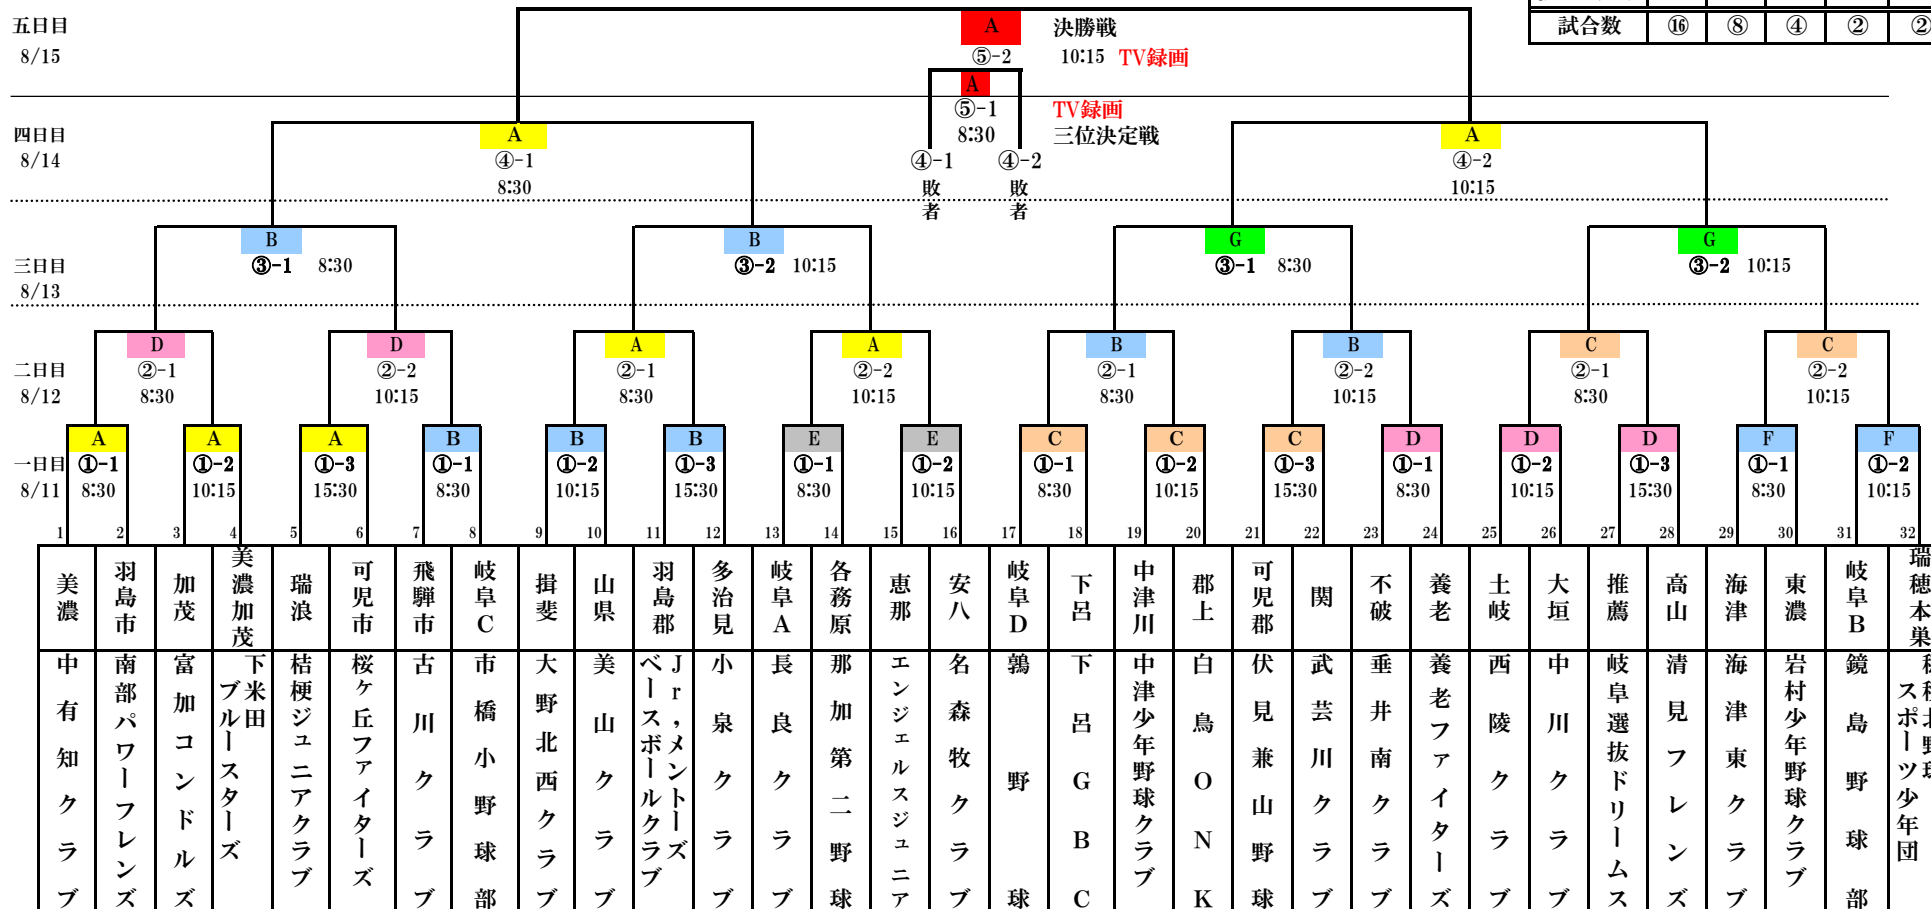 試合数 ⑯ ⑧ ④ ② ②
五日目 A 決勝戦
8/15 ⑤-2 10:15 TV録画
A
⑤-1 TV録画
四日目 A 8:30 三位決定戦 A
8/14 ④-1 ④-1 ④-2 ④-2
8:30 敗者 敗者 10:15
B B G G
三日目 ③-1 8:30 ③-2 10:15 ③-1 8:30 ③-2 10:15
8/13
D D A A B B C C
二日目 ②-1 ②-2 ②-1 ②-2 ②-1 ②-2 ②-1 ②-2
8/12 8:30 10:15 8:30 10:15 8:30 10:15 8:30 10:15
A A A B B B E E C C C D D D F F
一日目 ①-1 ①-2 ①-3 ①-1 ①-2 ①-3 ①-1 ①-2 ①-1 ①-2 ①-3 ①-1 ①-2 ①-3 ①-1 ①-2
8/11 8:30 10:15 15:30 8:30 10:15 15:30 8:30 10:15 8:30 10:15 15:30 8:30 10:15 15:30 8:30 10:15
1 2 3 4 5 6 7 8 9 10 11 12 13 14 15 16 17 18 19 20 21 22 23 24 25 26 27 28 29 30 31 32
美濃
羽島市
加茂
美濃加茂
瑞浪
可児市
飛騨市
岐阜C
揖斐
山県
羽島郡
多治見
岐阜A
各務原
恵那
安八
岐阜D
下呂
中津川
郡上
可児郡
関
不破
養老
土岐
大垣
推薦
高山
海津
東濃
岐阜B
瑞穂本巣
中有知クラブ
南部パワーフレンズ
富加コンドルズ
下米田
ブルースターズ
桔梗ジュニアクラブ
桜ヶ丘ファイターズ
古川クラブ
市橋小野球部
大野北西クラブ
美山クラブ
Jr,メントーズ
ベースボールクラブ
小泉クラブ
長良クラブ
那加第二野球
エンジェルスジュニア
名森牧クラブ
鶉野球
下呂GBC
中津少年野球クラブ
白鳥ONK
伏見兼山野球
武芸川クラブ
垂井南クラブ
養老ファイターズ
西陵クラブ
中川クラブ
岐阜選抜ドリームス
清見フレンズ
海津東クラブ
岩村少年野球クラブ
鏡島野球部
スポーツ少年団